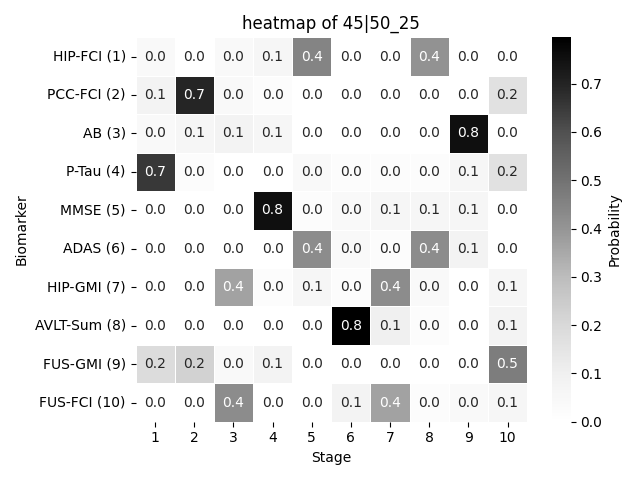 heatmap of 45|50_25
HIP-FCI (1) 0.0 0.0 0.0 0.1 0.4 0.0 0.0 0.4 0.0 0.0
PCC-FCI (2) 0.1 0.7 0.0 0.0 0.0 0.0 0.0 0.0 0.0 0.2
AB (3) 0.0 0.1 0.1 0.1 0.0 0.0 0.0 0.0 0.8 0.0
P-Tau (4) 0.7 0.0 0.0 0.0 0.0 0.0 0.0 0.0 0.1 0.2
MMSE (5) 0.0 0.0 0.0 0.8 0.0 0.0 0.1 0.1 0.1 0.0
ADAS (6) 0.0 0.0 0.0 0.0 0.4 0.0 0.0 0.4 0.1 0.0
HIP-GMI (7) 0.0 0.0 0.4 0.0 0.1 0.0 0.4 0.0 0.0 0.1
AVLT-Sum (8) 0.0 0.0 0.0 0.0 0.0 0.8 0.1 0.0 0.0 0.1
FUS-GMI (9) 0.2 0.2 0.0 0.1 0.0 0.0 0.0 0.0 0.0 0.5
FUS-FCI (10) 0.0 0.0 0.4 0.0 0.0 0.1 0.4 0.0 0.0 0.1
1 2 3 4 5 6 7 8 9 10
Stage
Biomarker
0.7
0.6
0.5
0.4
0.3
0.2
0.1
0.0
Probability